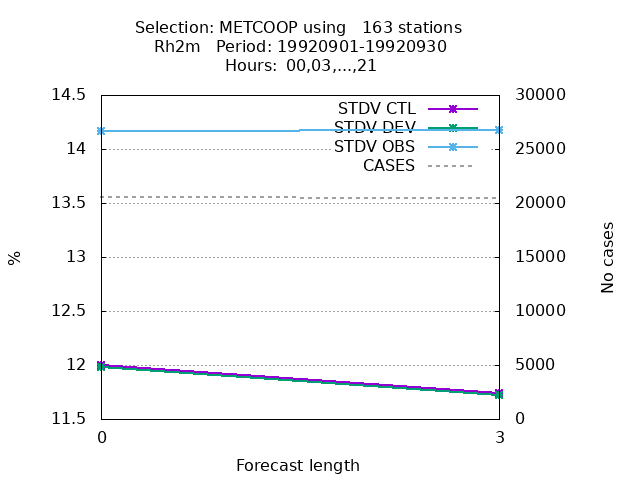 Selection: METCOOP using   163 stations
Rh2m   Period: 19920901-19920930
Hours: 00,03,...,21
14.5
14
13.5
13
12.5
12
11.5
%
STDV CTL
STDV DEV
STDV OBS
CASES
30000
25000
20000
15000
10000
5000
0
No cases
0
3
Forecast length